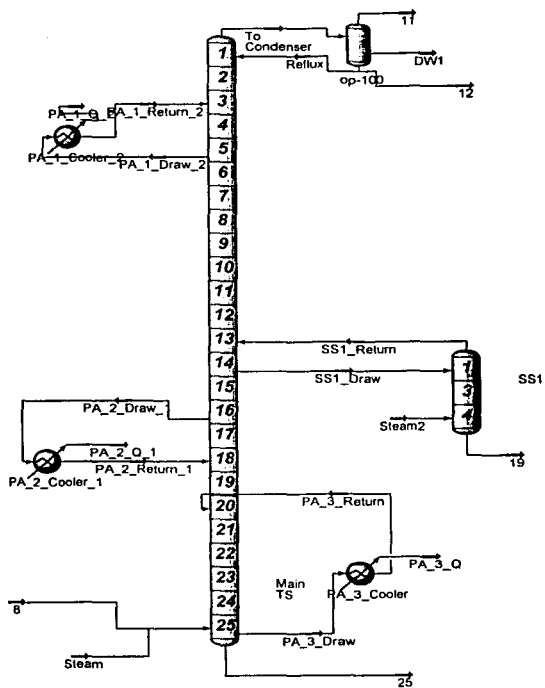 11
To
Condenser
DW1
Reflux
op-100
12
1
2
3
4
5
6
7
8
9
10
11
12
13
14
15
16
17
18
19
20
21
22
23
24
25
PA_1_Q_
PA_1_Return_2
PA_1_Cooler_2
PA_1_Draw_2
SS1_Return
SS1_Draw
1
3
4
SS1
Steam2
19
PA_2_Draw_
PA_2_Q_1
PA_2_Return_1
PA_2_Cooler_1
PA_3_Return
PA_3_Q
PA_3_Cooler
Main
TS
PA_3_Draw
8
Steam
25